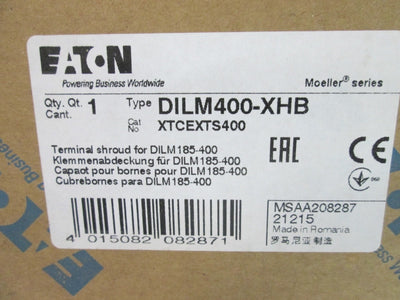 EATON
Powering Business Worldwide
Moeller® series
Qty. Qt. Cant. 1
Type DILM400-XHB
Cat No XTCEXTS400
Terminal shroud for DILM185-400
Klemmenabdeckung für DILM185-400
Capaot pour bornes pour DILM185-400
Cubrebornes para DILM185-400
EAC CE
MSAA208287
21215
Made in Romania
罗马尼亚制造
4 015082 082871
EATON